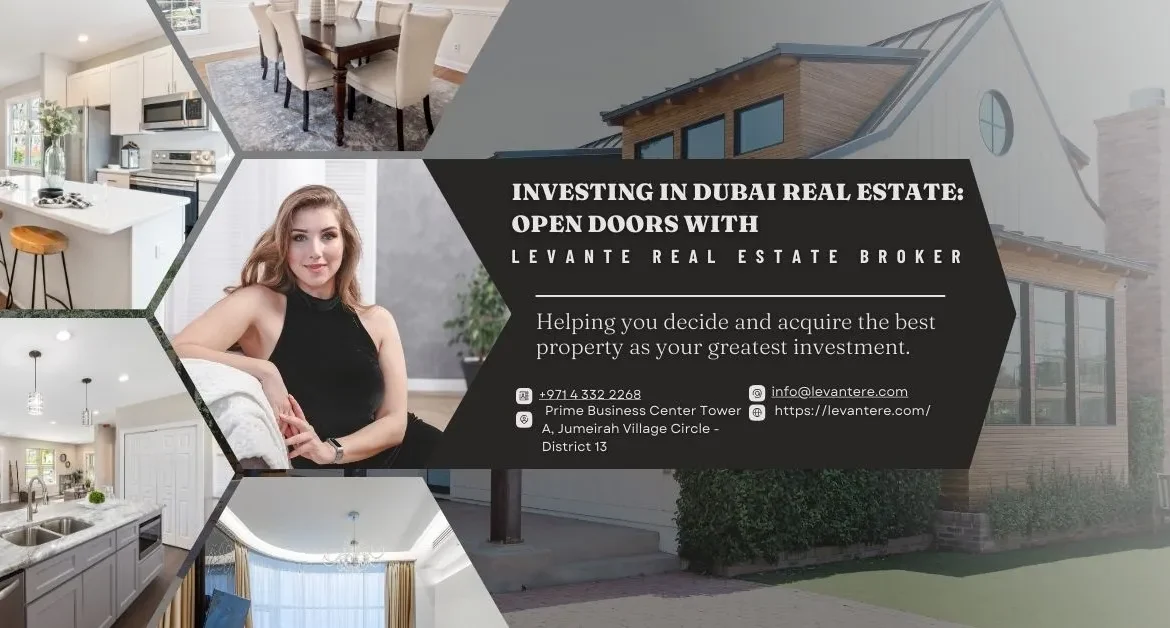 INVESTING IN DUBAI REAL ESTATE:
OPEN DOORS WITH
LEVANTE REAL ESTATE BROKER
Helping you decide and acquire the best
property as your greatest investment.
+971 4 332 2268
Prime Business Center Tower
A, Jumeirah Village Circle -
District 13
info@levantere.com
https://levantere.com/